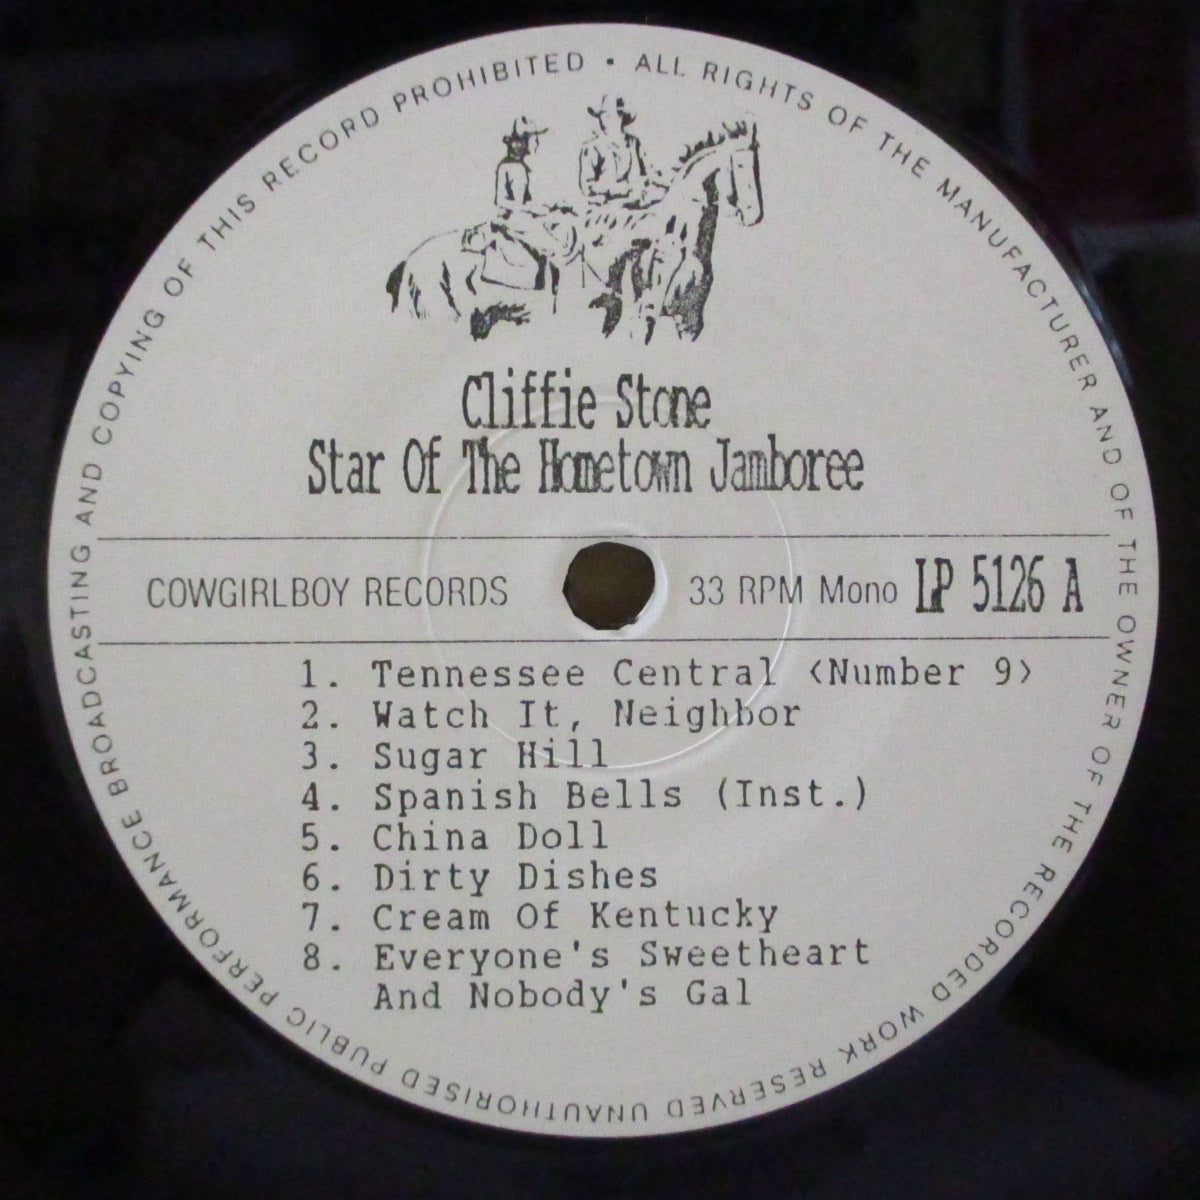 ALL RIGHTS OF THE MANUFACTURER AND OF THE OWNER OF THE RECORDED WORK RESERVED UNAUTHORISED PUBLIC PERFORMANCE BROADCASTING AND COPYING OF THIS RECORD PROHIBITED •
Cliffie Stone
Star Of The Hometown Jamboree
COWGIRLBOY RECORDS 33 RPM Mono LP 5126 A
1. Tennessee Central <Number 9>
2. Watch It, Neighbor
3. Sugar Hill
4. Spanish Bells (Inst.)
5. China Doll
6. Dirty Dishes
7. Cream Of Kentucky
8. Everyone's Sweetheart
And Nobody's Gal